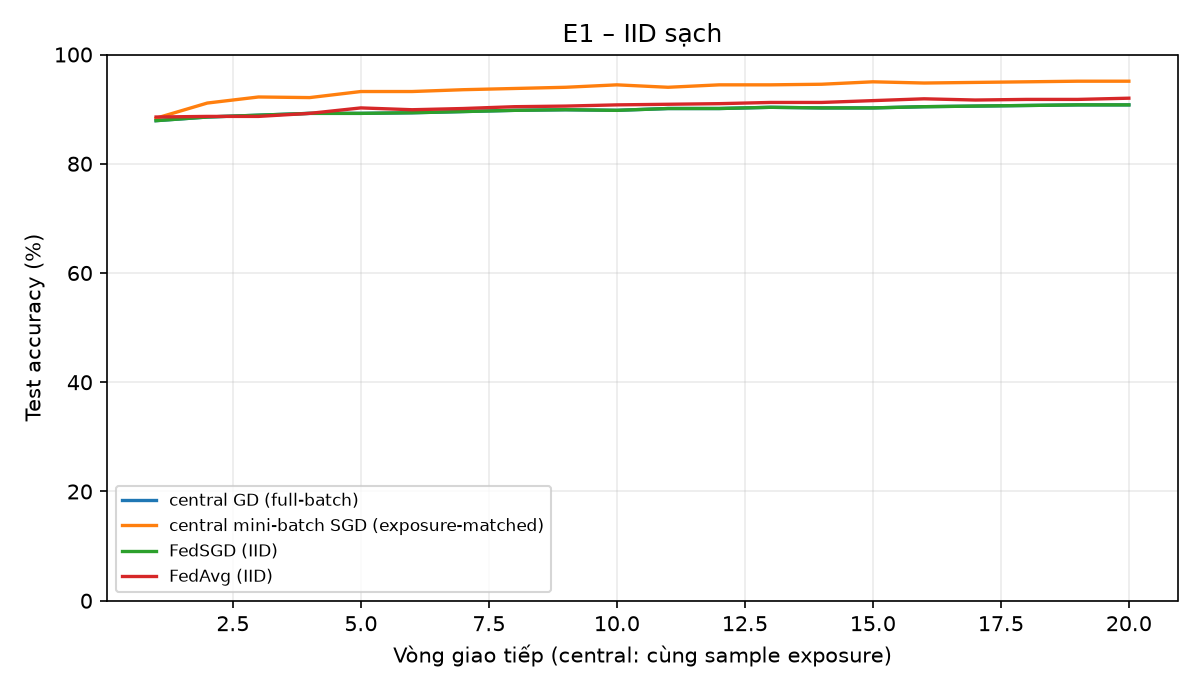 E1 – IID sạch
100
80
60
40
20
0
Test accuracy (%)
central GD (full-batch)
central mini-batch SGD (exposure-matched)
FedSGD (IID)
FedAvg (IID)
2.5 5.0 7.5 10.0 12.5 15.0 17.5 20.0
Vòng giao tiếp (central: cùng sample exposure)